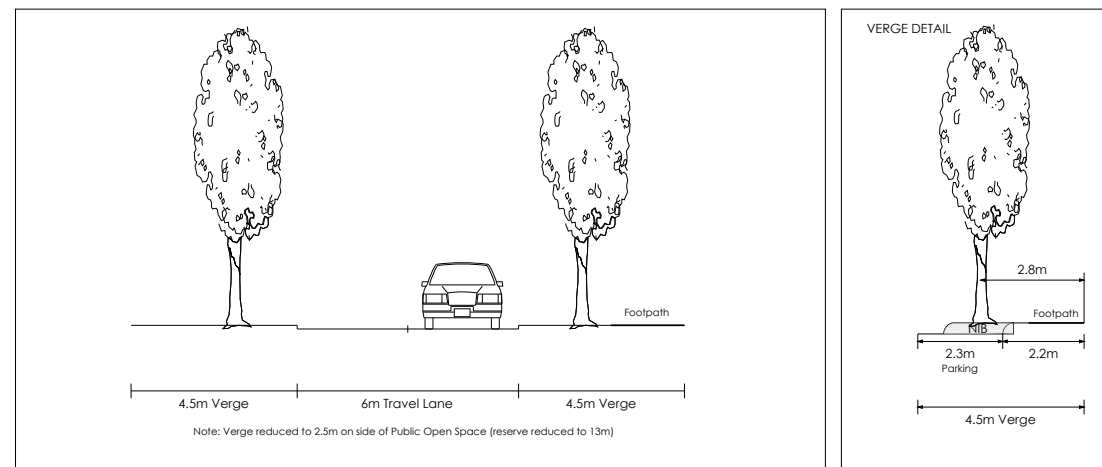 Footpath
4.5m Verge
6m Travel Lane
4.5m Verge
Note: Verge reduced to 2.5m on side of Public Open Space (reserve reduced to 13m)
VERGE DETAIL
2.8m
Footpath
NIB
2.3m
2.2m
Parking
4.5m Verge